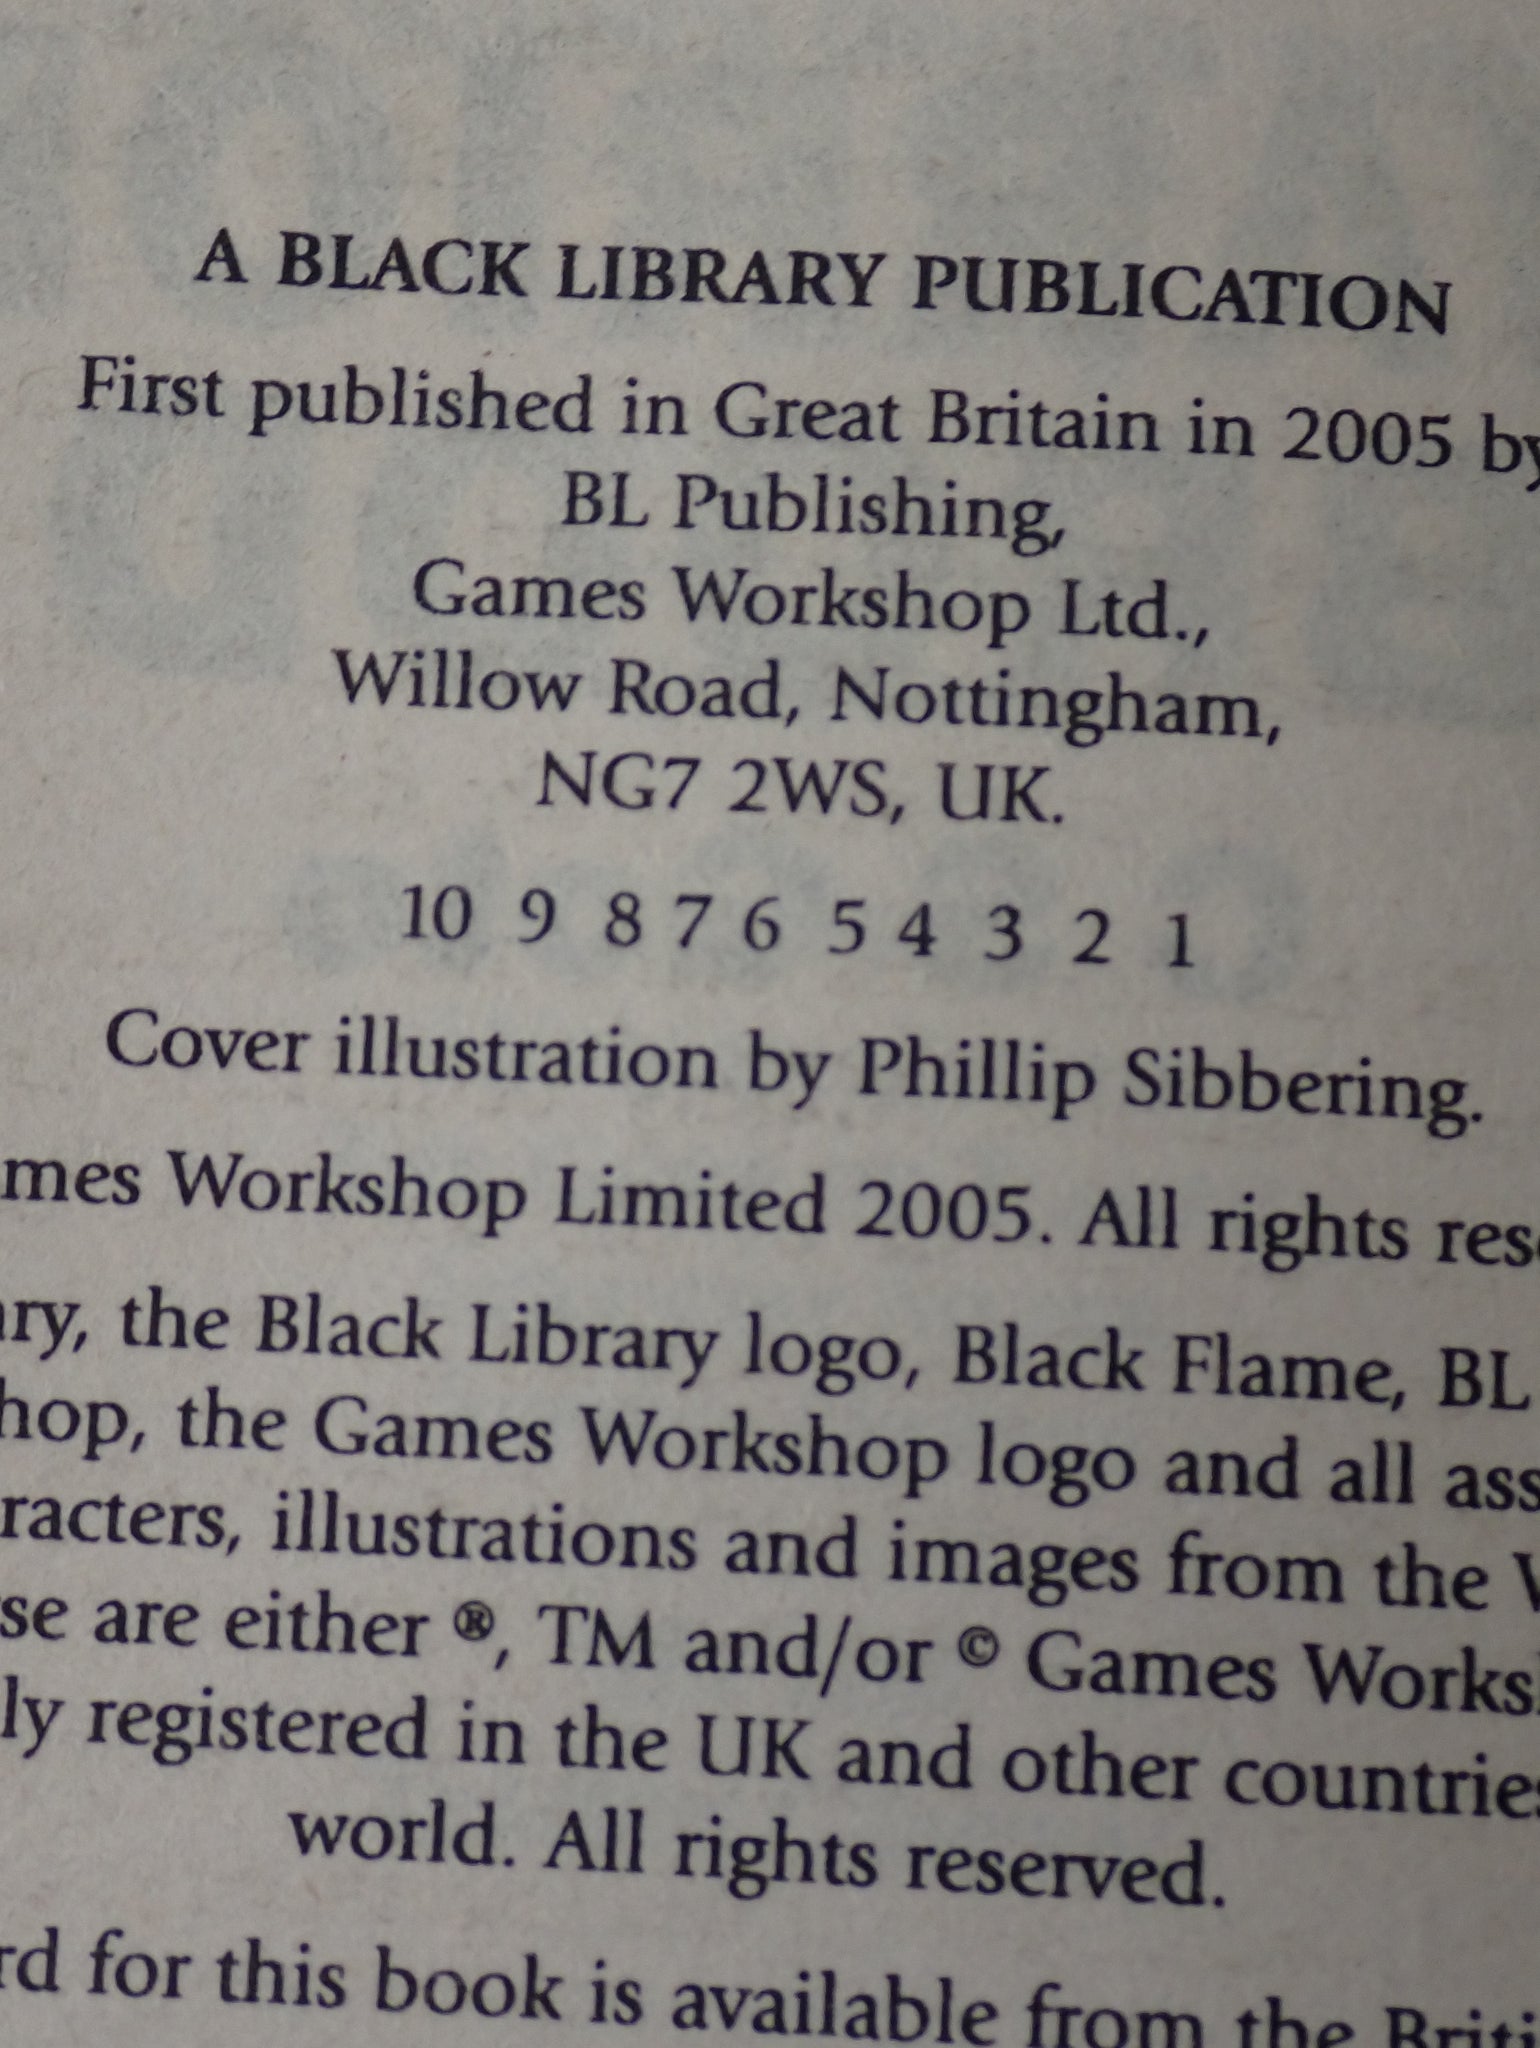 A BLACK LIBRARY PUBLICATION
First published in Great Britain in 2005 by
BL Publishing,
Games Workshop Ltd.,
Willow Road, Nottingham,
NG7 2WS, UK.
10 9 8 7 6 5 4 3 2 1
Cover illustration by Phillip Sibbering.
mes Workshop Limited 2005. All rights res
ry, the Black Library logo, Black Flame, BL
hop, the Games Workshop logo and all ass
racters, illustrations and images from the
se are either ®, TM and/or © Games Works
ly registered in the UK and other countries
world. All rights reserved.
rd for this book is available from the Briti